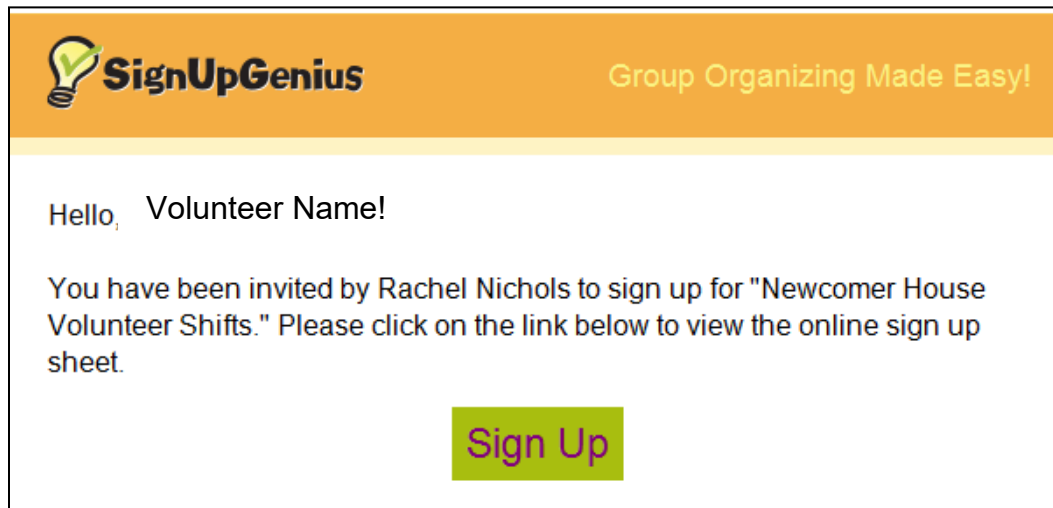 SignUpGenius
Group Organizing Made Easy!
Hello, Volunteer Name!
You have been invited by Rachel Nichols to sign up for "Newcomer House
Volunteer Shifts." Please click on the link below to view the online sign up
sheet.
Sign Up